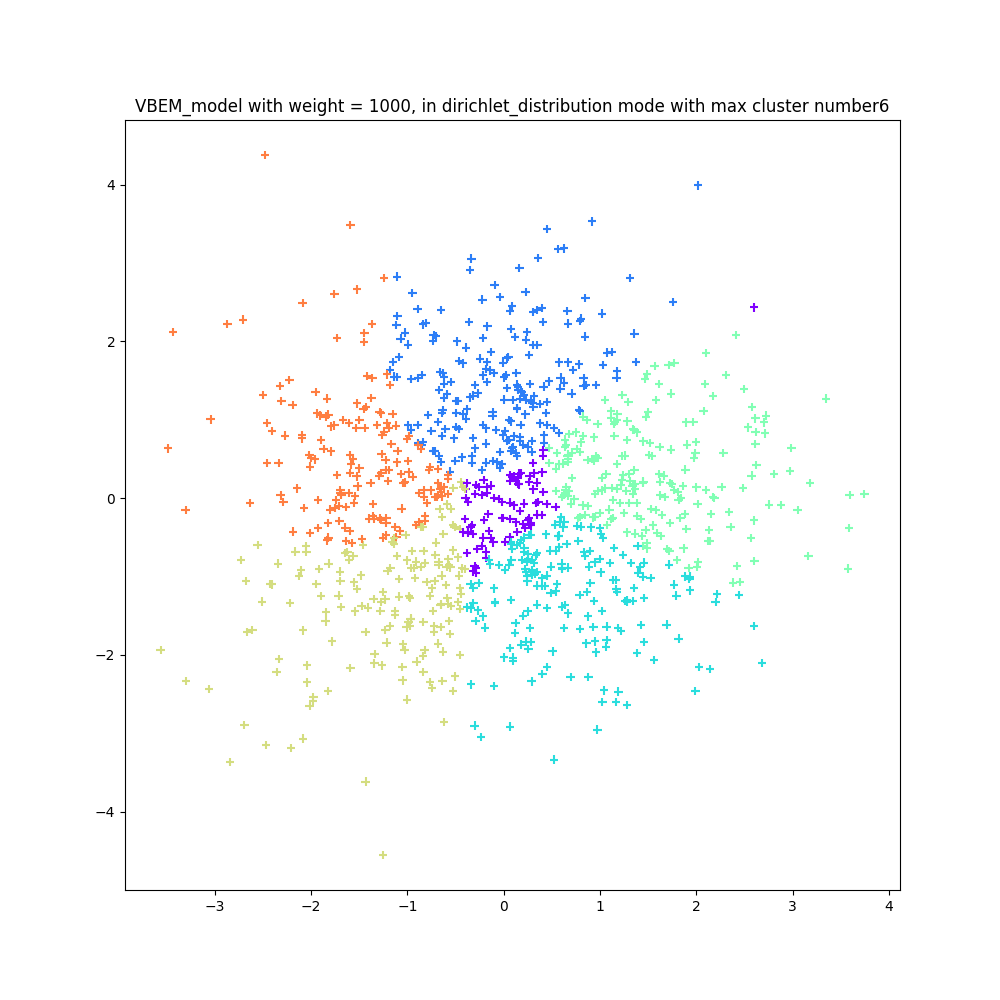 VBEM_model with weight = 1000, in dirichlet_distribution mode with max cluster number6
4
2
0
−2
−4
−3 −2 −1 0 1 2 3 4